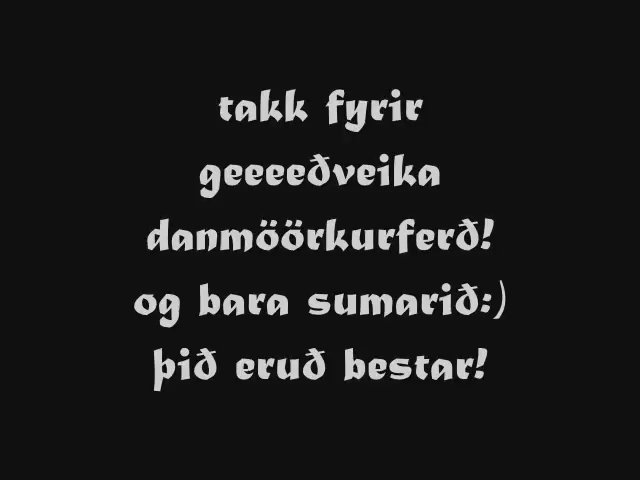 takk fyrir
geeeeðveika
danmöörkurferð!
og bara sumarið:)
þið eruð bestar!